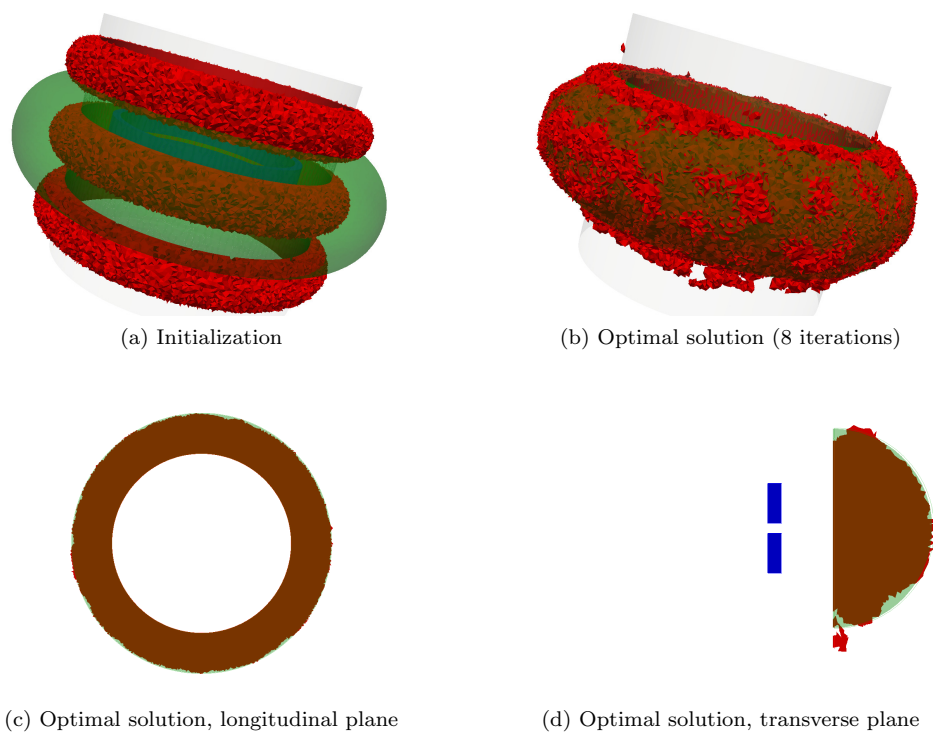 (a) Initialization
(b) Optimal solution (8 iterations)
(c) Optimal solution, longitudinal plane
(d) Optimal solution, transverse plane